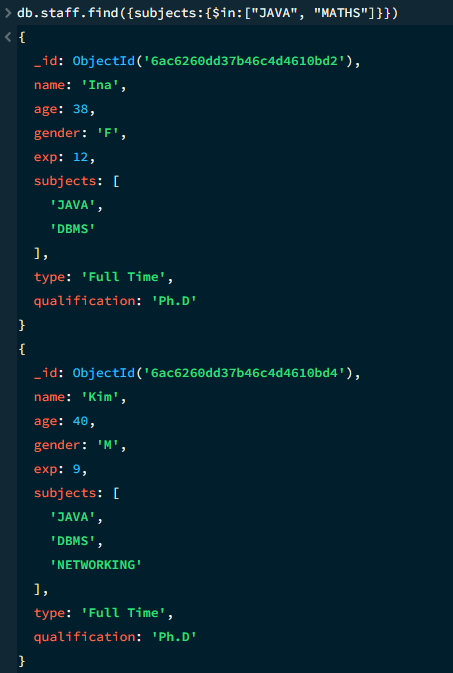 db.staff.find({subjects:{$in:["JAVA", "MATHS"]}})
{
_id: ObjectId('6ac6260dd37b46c4d4610bd2'),
name: 'Ina',
age: 38,
gender: 'F',
exp: 12,
subjects: [
'JAVA',
'DBMS'
],
type: 'Full Time',
qualification: 'Ph.D'
}
{
_id: ObjectId('6ac6260dd37b46c4d4610bd4'),
name: 'Kim',
age: 40,
gender: 'M',
exp: 9,
subjects: [
'JAVA',
'DBMS',
'NETWORKING'
],
type: 'Full Time',
qualification: 'Ph.D'
}